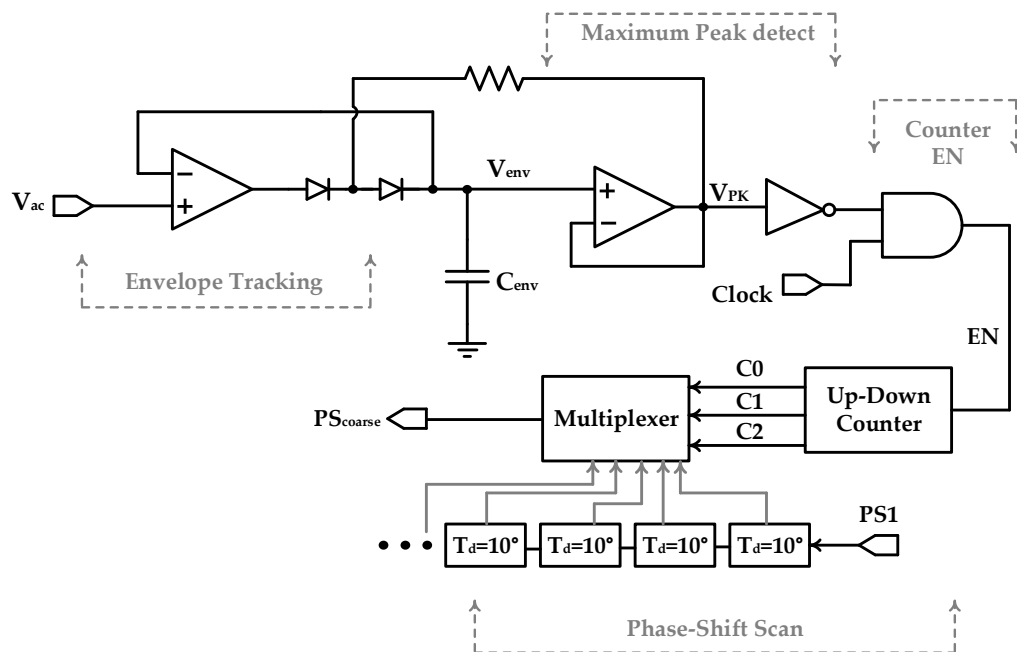 Maximum Peak detect
Counter
EN
Vac
−
+
Venv
+
−
VPK
Envelope Tracking
Cenv
Clock
EN
PScoarse
Multiplexer
C0
C1
C2
Up-Down
Counter
Td=10°
Td=10°
Td=10°
Td=10°
PS1
Phase-Shift Scan